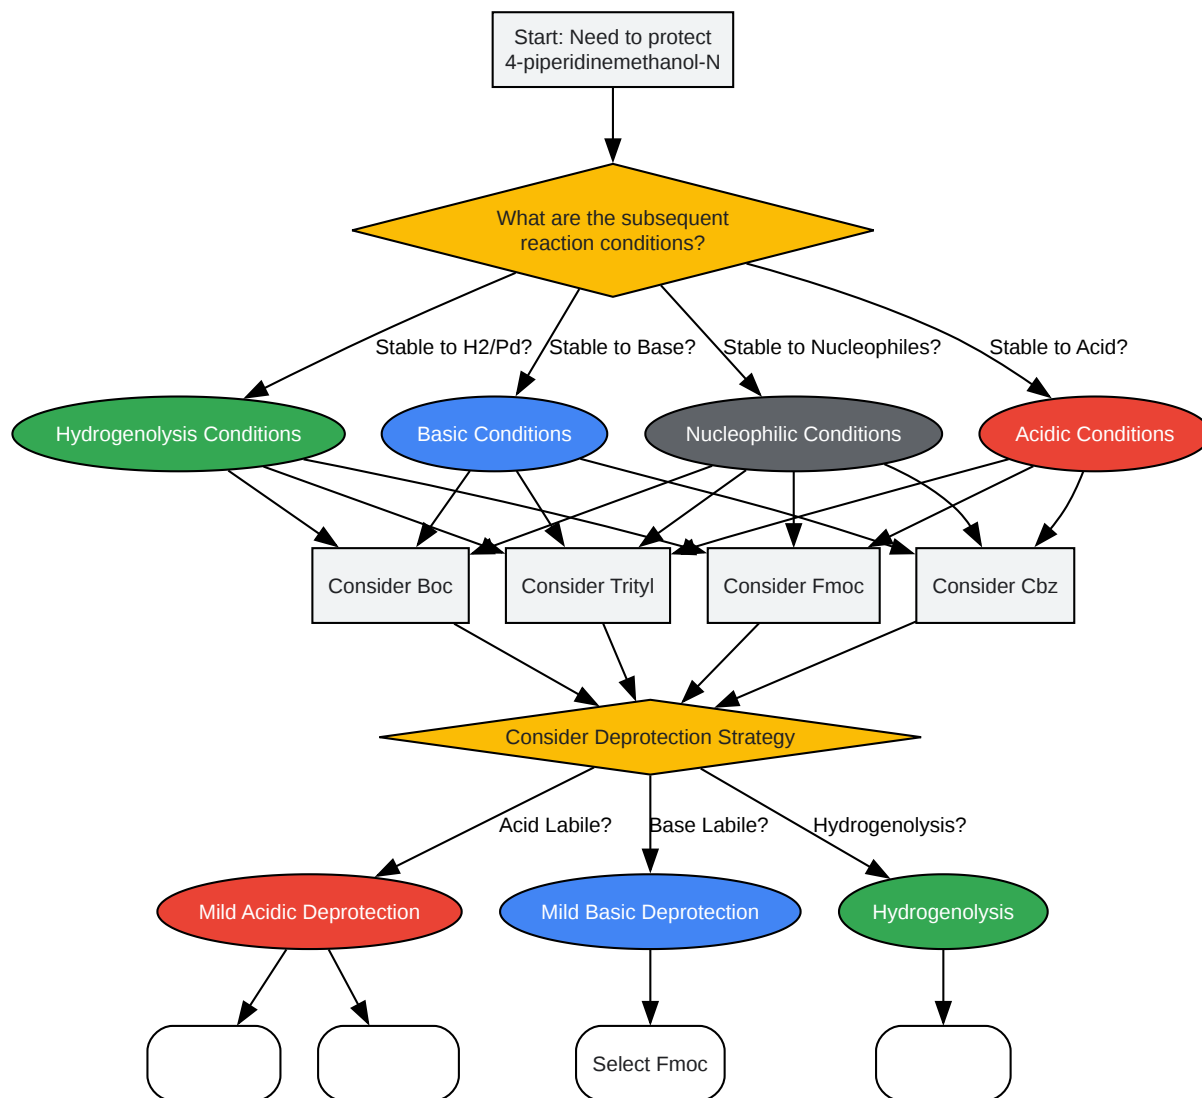 Start: Need to protect
4-piperidinemethanol-N
What are the subsequent
reaction conditions?
Stable to H2/Pd?
Stable to Base?
Stable to Nucleophiles?
Stable to Acid?
Hydrogenolysis Conditions
Basic Conditions
Nucleophilic Conditions
Acidic Conditions
Consider Boc
Consider Trityl
Consider Fmoc
Consider Cbz
Consider Deprotection Strategy
Acid Labile?
Base Labile?
Hydrogenolysis?
Mild Acidic Deprotection
Mild Basic Deprotection
Hydrogenolysis
Select Fmoc